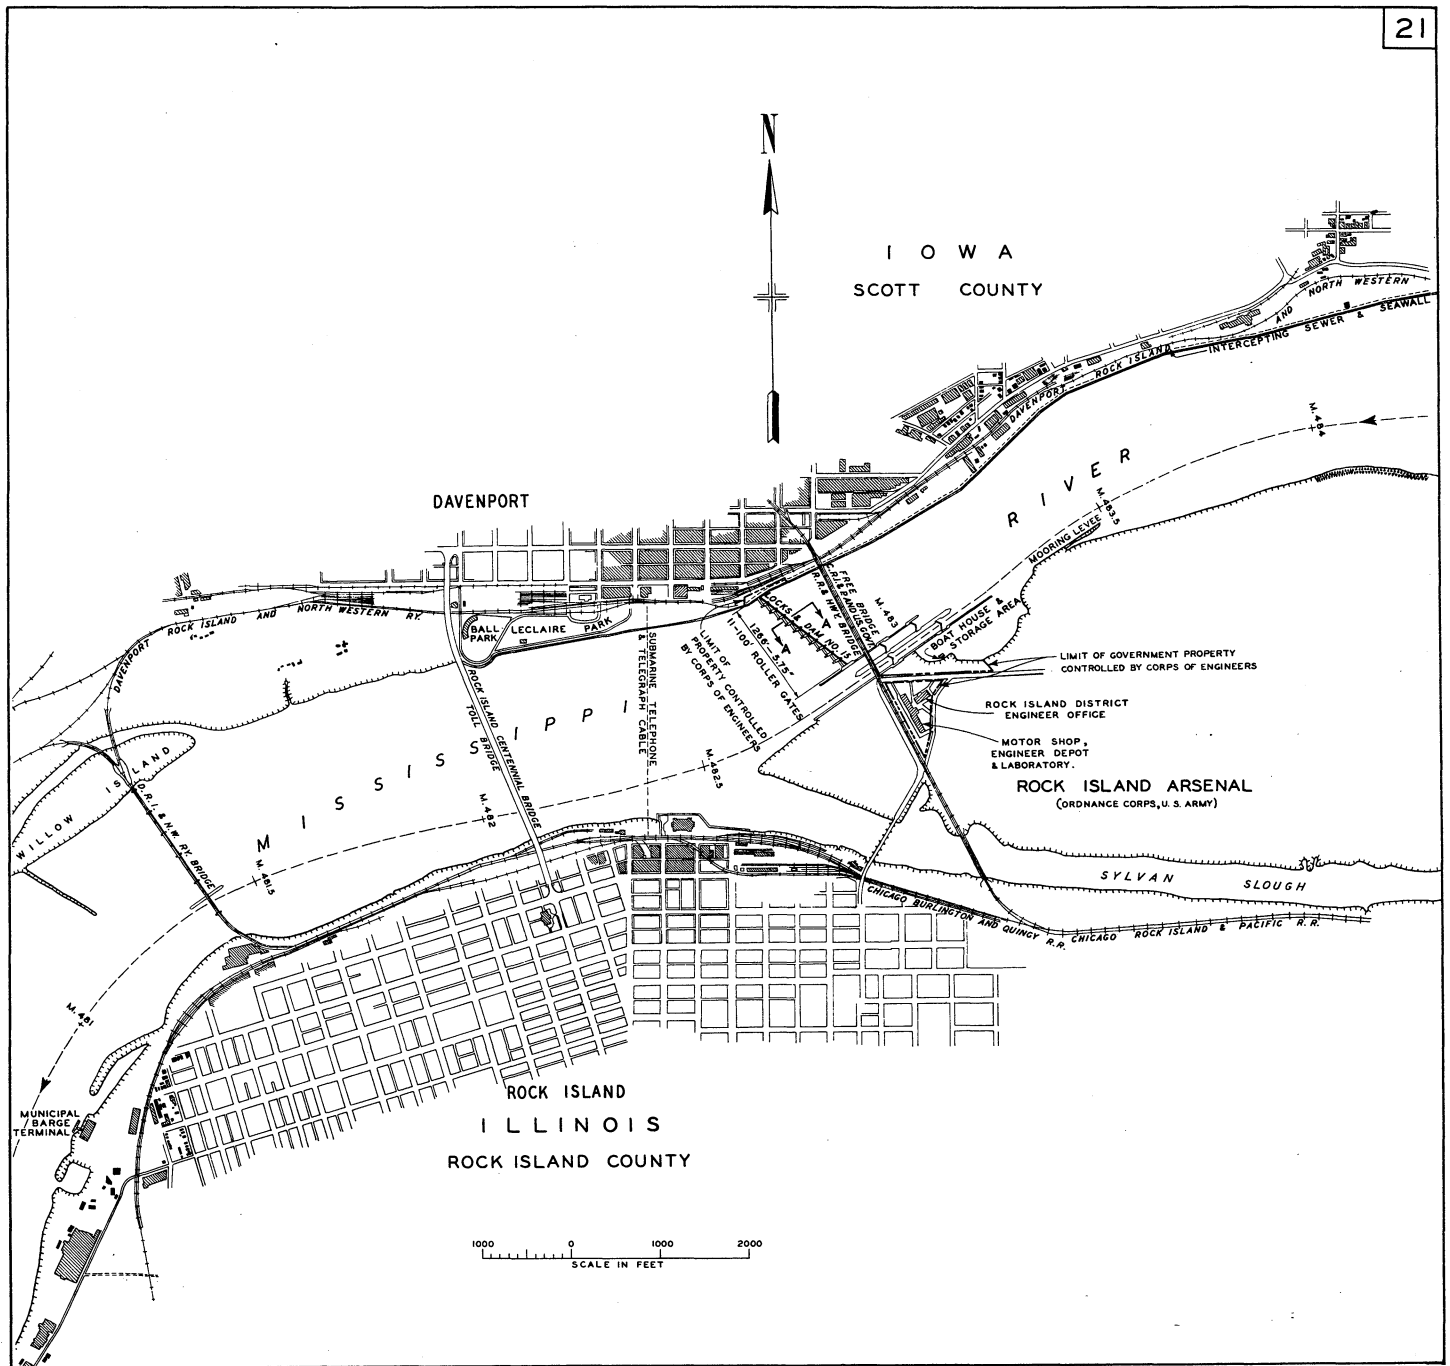 21
N
IOWA
SCOTT COUNTY
NORTH WESTERN
AND
INTERCEPTING SEWER & SEAWALL
ROCK ISLAND
DAVENPORT
M. 484
RIVER
M. 483.5
MOORING LEVEE
DAVENPORT
FREE BRIDGE
C.R.I.& P. AND U.S. GOVT.
R.R. & HWY. BRIDGE
M. 483
LOCKS & DAM NO. 15
A
A
1266'-5.75"
11-100' ROLLER GATES
LIMIT OF
PROPERTY CONTROLLED
BY CORPS OF ENGINEERS
BOAT HOUSE &
STORAGE AREA
LIMIT OF GOVERNMENT PROPERTY
CONTROLLED BY CORPS OF ENGINEERS
ROCK ISLAND DISTRICT
ENGINEER OFFICE
MOTOR SHOP,
ENGINEER DEPOT
& LABORATORY.
ROCK ISLAND ARSENAL
(ORDNANCE CORPS, U. S. ARMY)
DAVENPORT
ROCK ISLAND AND NORTH WESTERN RY.
BALL
PARK
LECLAIRE PARK
SUBMARINE TELEPHONE
& TELEGRAPH CABLE
ROCK ISLAND CENTENNIAL BRIDGE
TOLL BRIDGE
MISSISSIPPI
M. 482.5
M. 482
M. 481.5
WILLOW ISLAND
D. R. I. & N.W. RY. BRIDGE
SYLVAN SLOUGH
CHICAGO BURLINGTON AND QUINCY R.R.
CHICAGO ROCK ISLAND & PACIFIC R. R.
M. 481
MUNICIPAL
BARGE
TERMINAL
ROCK ISLAND
ILLINOIS
ROCK ISLAND COUNTY
1000 0 1000 2000
SCALE IN FEET